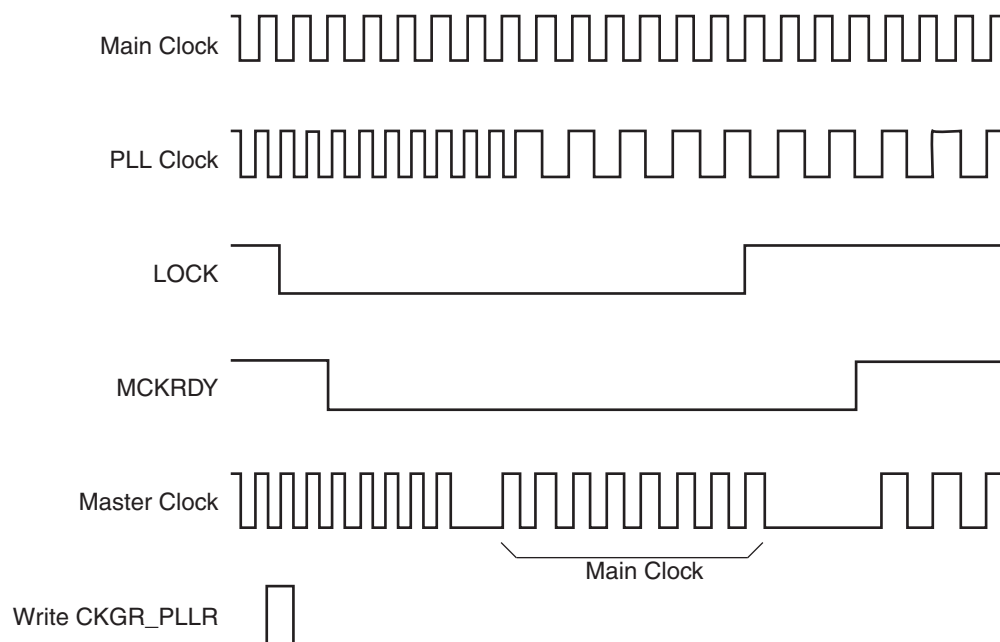 Main Clock
PLL Clock
LOCK
MCKRDY
Master Clock
Main Clock
Write CKGR_PLLR